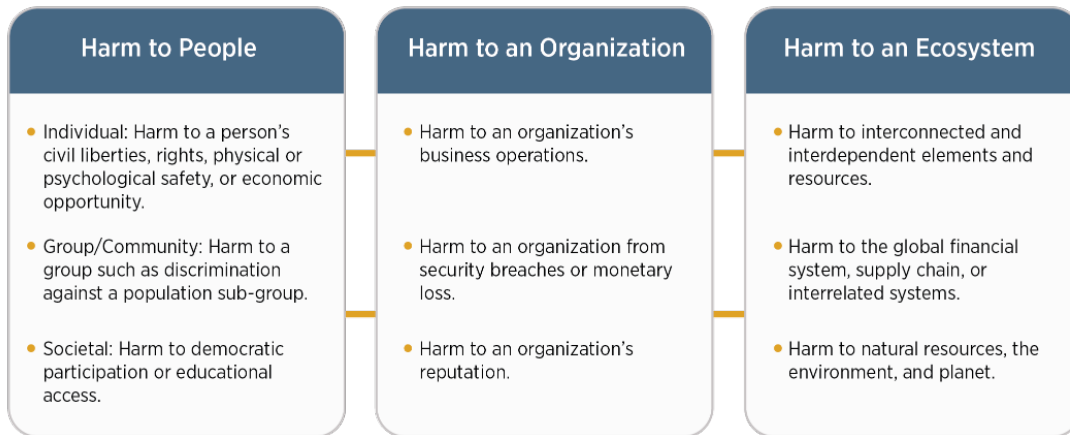 Harm to People
• Individual: Harm to a person's
civil liberties, rights, physical or
psychological safety, or economic
opportunity.
• Group/Community: Harm to a
group such as discrimination
against a population sub-group.
• Societal: Harm to democratic
participation or educational
access.
Harm to an Organization
• Harm to an organization's
business operations.
• Harm to an organization from
security breaches or monetary
loss.
• Harm to an organization's
reputation.
Harm to an Ecosystem
• Harm to interconnected and
interdependent elements and
resources.
• Harm to the global financial
system, supply chain, or
interrelated systems.
• Harm to natural resources, the
environment, and planet.